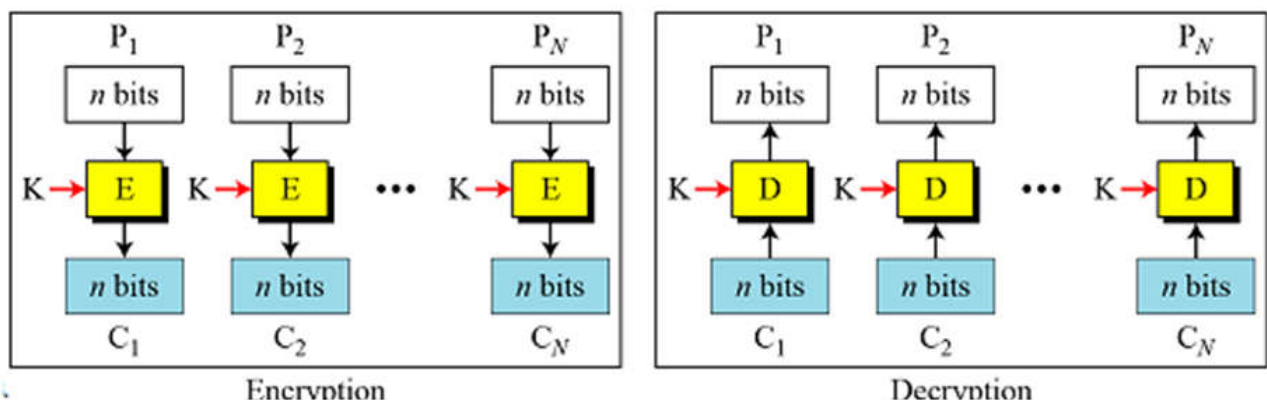 P1 P2 PN P1 P2 PN
n bits n bits n bits n bits n bits n bits
K E K E ••• K E K D K D ••• K D
n bits n bits n bits n bits n bits n bits
C1 C2 CN C1 C2 CN
Encryption Decryption